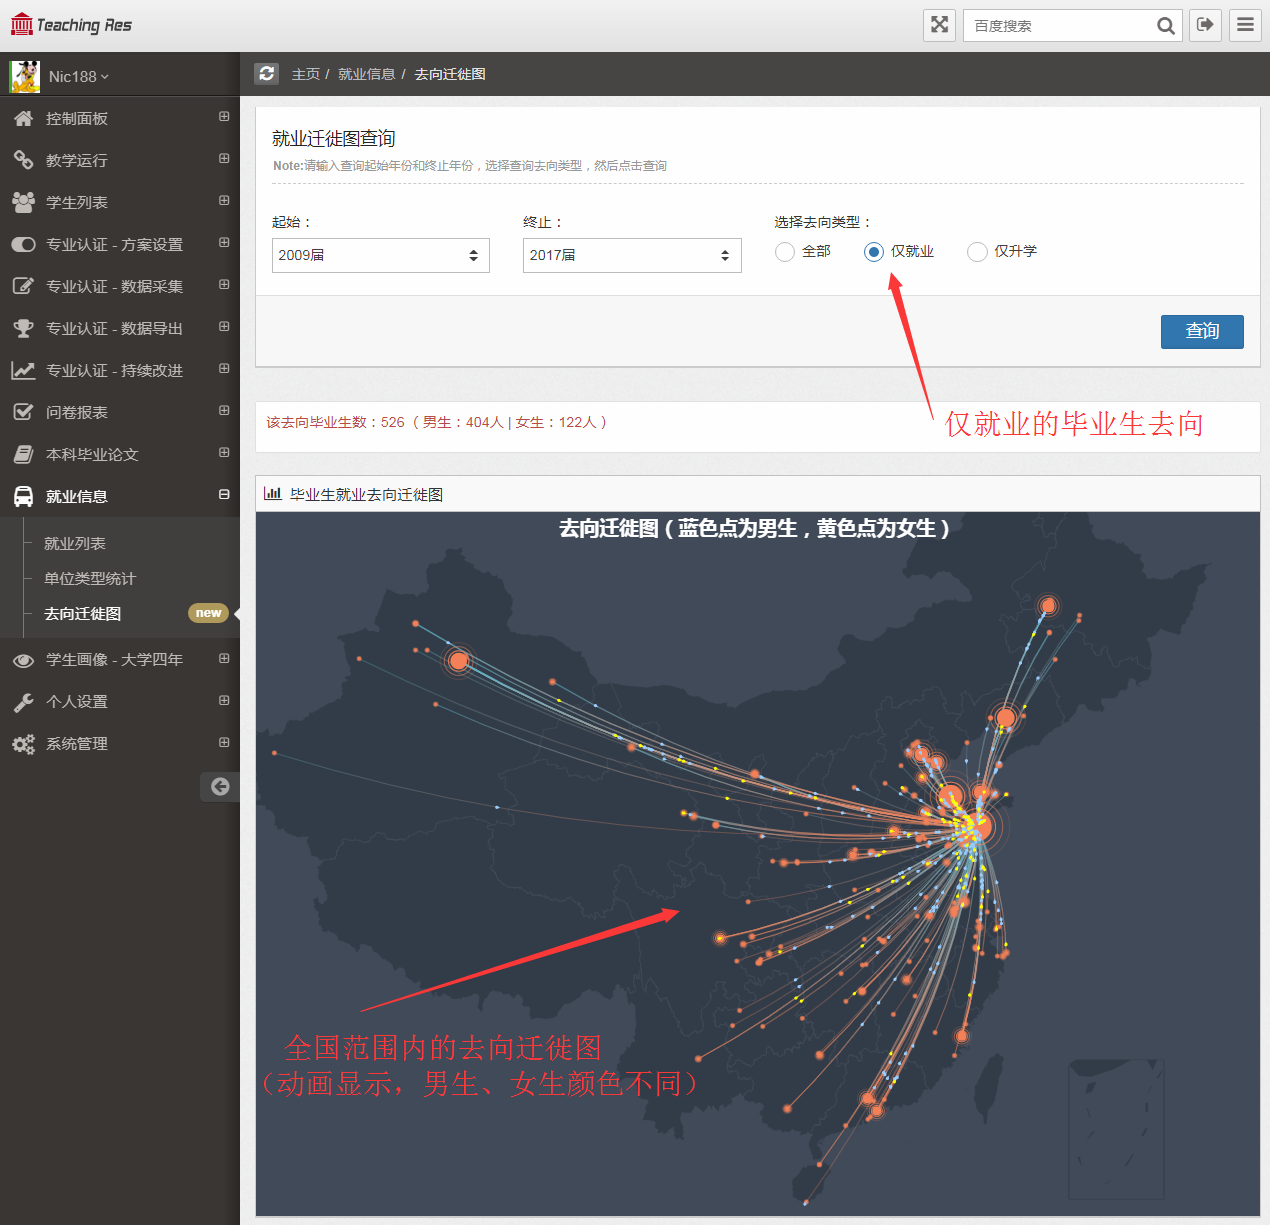 Teaching Res
百度搜索
Nic188
主页 / 就业信息 / 去向迁徙图
控制面板
教学运行
学生列表
专业认证 - 方案设置
专业认证 - 数据采集
专业认证 - 数据导出
专业认证 - 持续改进
问卷报表
本科毕业论文
就业信息
就业列表
单位类型统计
去向迁徙图 new
学生画像 - 大学四年
个人设置
系统管理
就业迁徙图查询
Note:请输入查询起始年份和终止年份，选择查询去向类型，然后点击查询
起始： 终止： 选择去向类型：
2009届 2017届 全部 仅就业 仅升学
查询
该去向毕业生数：526 （ 男生：404人 | 女生：122人 ）
仅就业的毕业生去向
毕业生就业去向迁徙图
去向迁徙图（蓝色点为男生，黄色点为女生）
全国范围内的去向迁徙图
（动画显示，男生、女生颜色不同）